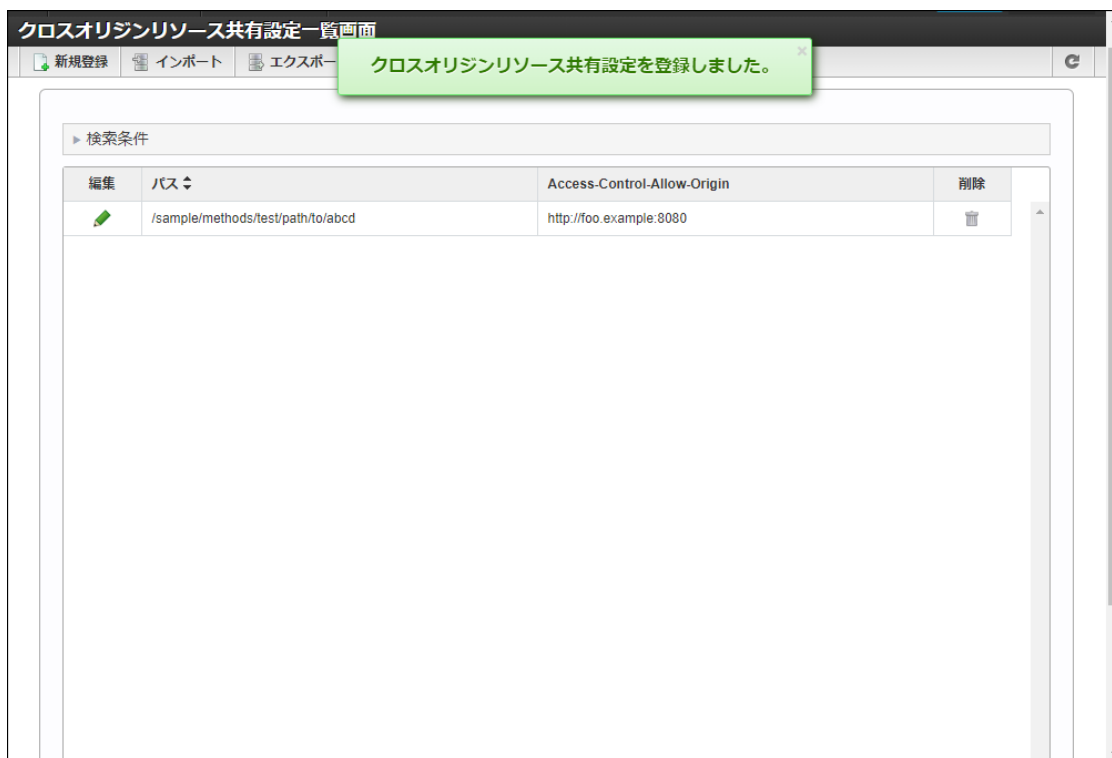 クロスオリジンリソース共有設定一覧画面
新規登録 インポート エクスポー
クロスオリジンリソース共有設定を登録しました。
検索条件
編集 パス Access-Control-Allow-Origin 削除
/sample/methods/test/path/to/abcd http://foo.example:8080